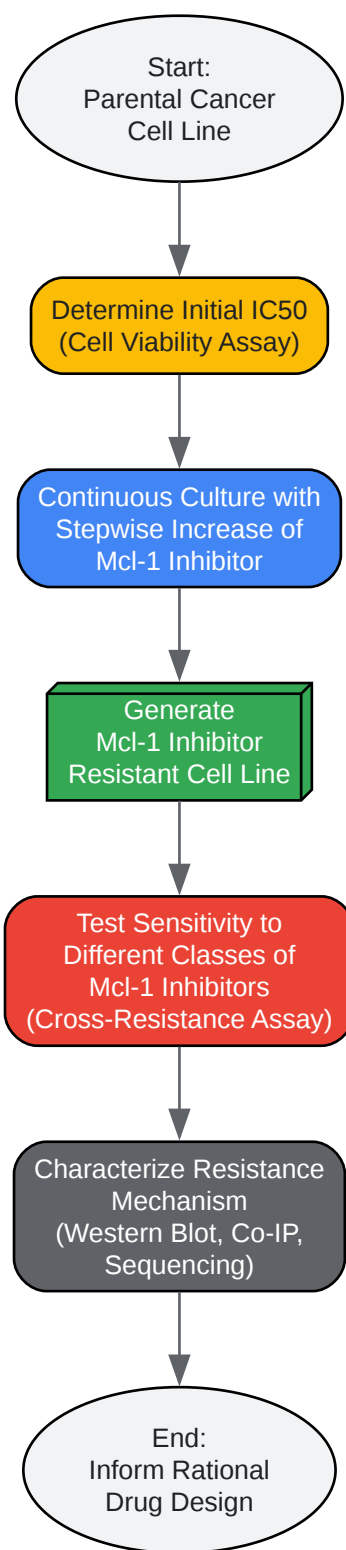 Start:
Parental Cancer
Cell Line
Determine Initial IC50
(Cell Viability Assay)
Continuous Culture with
Stepwise Increase of
Mcl-1 Inhibitor
Generate
Mcl-1 Inhibitor
Resistant Cell Line
Test Sensitivity to
Different Classes of
Mcl-1 Inhibitors
(Cross-Resistance Assay)
Characterize Resistance
Mechanism
(Western Blot, Co-IP,
Sequencing)
End:
Inform Rational
Drug Design